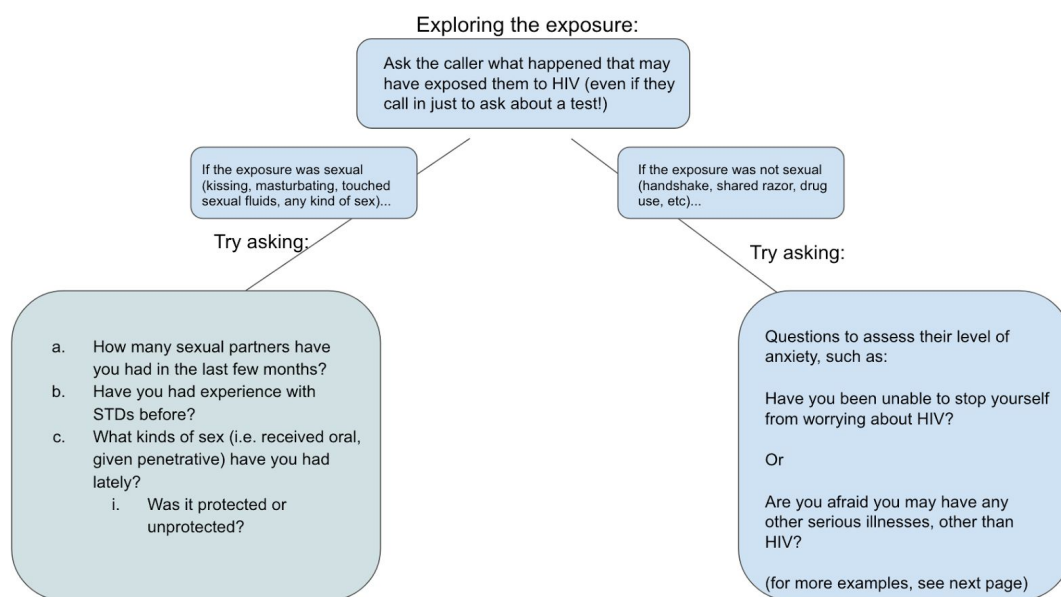 Exploring the exposure:
Ask the caller what happened that may
have exposed them to HIV (even if they
call in just to ask about a test!)
If the exposure was sexual
(kissing, masturbating, touched
sexual fluids, any kind of sex)...
If the exposure was not sexual
(handshake, shared razor, drug
use, etc)...
Try asking:
Try asking:
a. How many sexual partners have
you had in the last few months?
b. Have you had experience with
STDs before?
c. What kinds of sex (i.e. received oral,
given penetrative) have you had
lately?
i. Was it protected or
unprotected?
Questions to assess their level of
anxiety, such as:
Have you been unable to stop yourself
from worrying about HIV?
Or
Are you afraid you may have any
other serious illnesses, other than
HIV?
(for more examples, see next page)